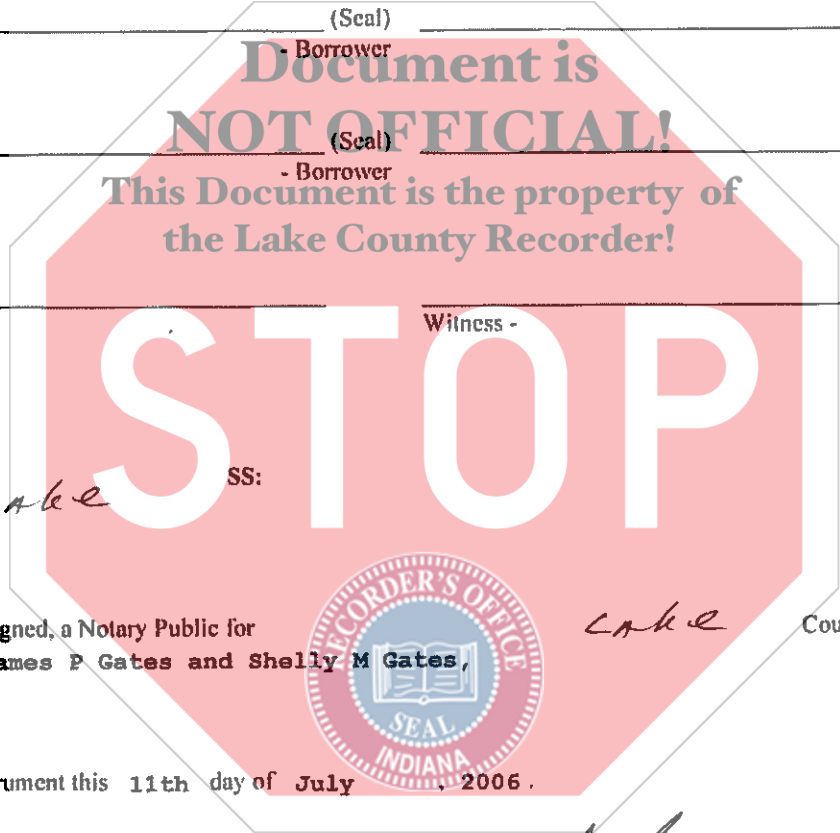 (Seal)
- Borrower
Document is
NOT OFFICIAL!
(Seal)
- Borrower
This Document is the property of
the Lake County Recorder!
Witness -
STOP
SS:
ake
RECORDER'S OFFICE
gned, a Notary Public for Lake Cou
ames P Gates and Shelly M Gates,
SEAL
INDIANA
ument this 11th day of July , 2006 .